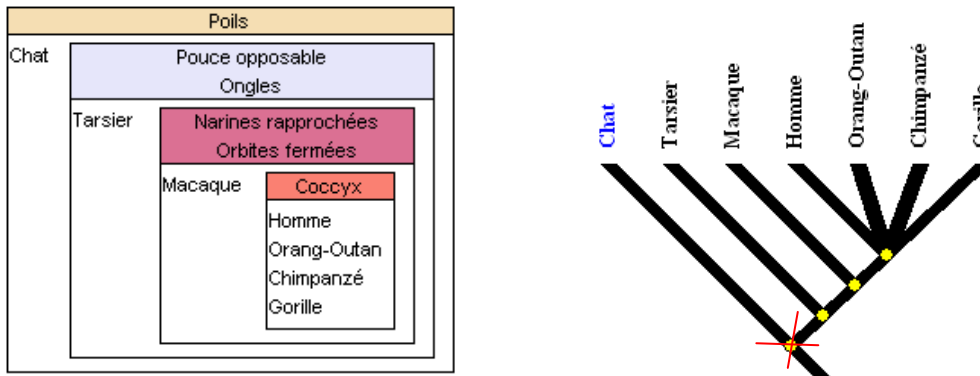 Poils
Chat
Pouce opposable
Ongles
Tarsier
Narines rapprochées
Orbites fermées
Macaque
Coccyx
Homme
Orang-Outan
Chimpanzé
Gorille
Chat
Tarsier
Macaque
Homme
Orang-Outan
Chimpanzé
Gorille